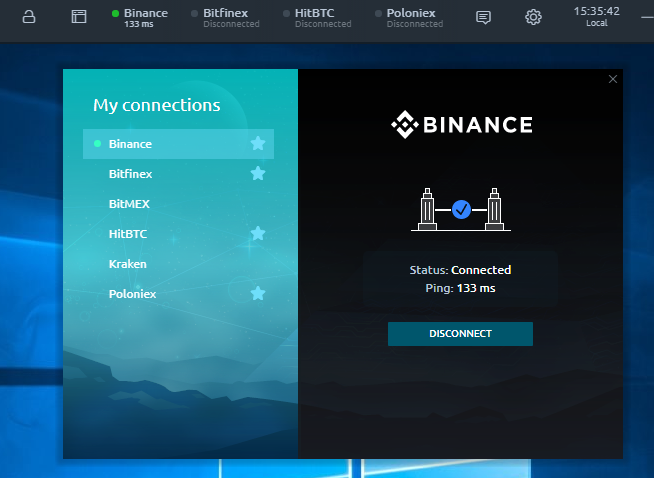 Binance Bitfinex HitBTC Poloniex 15:35:42
133 ms Disconnected Disconnected Disconnected Local
My connections
Binance
Bitfinex
BitMEX
HitBTC
Kraken
Poloniex
BINANCE
Status: Connected
Ping: 133 ms
DISCONNECT